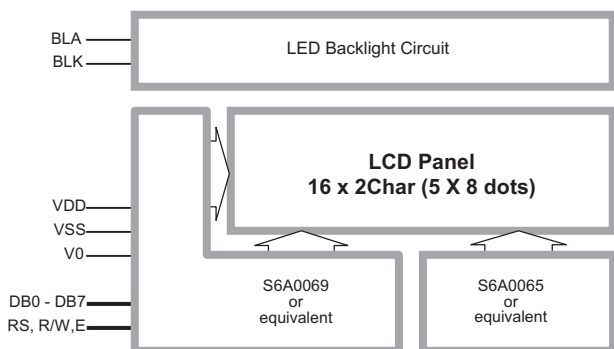 BLA
BLK
LED Backlight Circuit
LCD Panel
16 x 2Char (5 X 8 dots)
VDD
VSS
V0
DB0 - DB7
RS, R/W,E
S6A0069
or
equivalent
S6A0065
or
equivalent